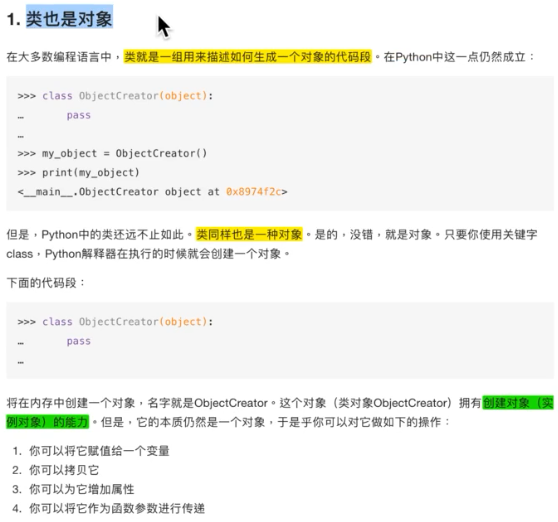 1. 类也是对象
在大多数编程语言中，类就是一组用来描述如何生成一个对象的代码段。在Python中这一点仍然成立：
>>> class ObjectCreator(object):
…       pass
…
>>> my_object = ObjectCreator()
>>> print(my_object)
<__main__.ObjectCreator object at 0x8974f2c>
但是，Python中的类还远不止如此。类同样也是一种对象。是的，没错，就是对象。只要你使用关键字
class，Python解释器在执行的时候就会创建一个对象。
下面的代码段：
>>> class ObjectCreator(object):
…       pass
…
将在内存中创建一个对象，名字就是ObjectCreator。这个对象（类对象ObjectCreator）拥有创建对象（实
例对象）的能力。但是，它的本质仍然是一个对象，于是乎你可以对它做如下的操作：
1. 你可以将它赋值给一个变量
2. 你可以拷贝它
3. 你可以为它增加属性
4. 你可以将它作为函数参数进行传递